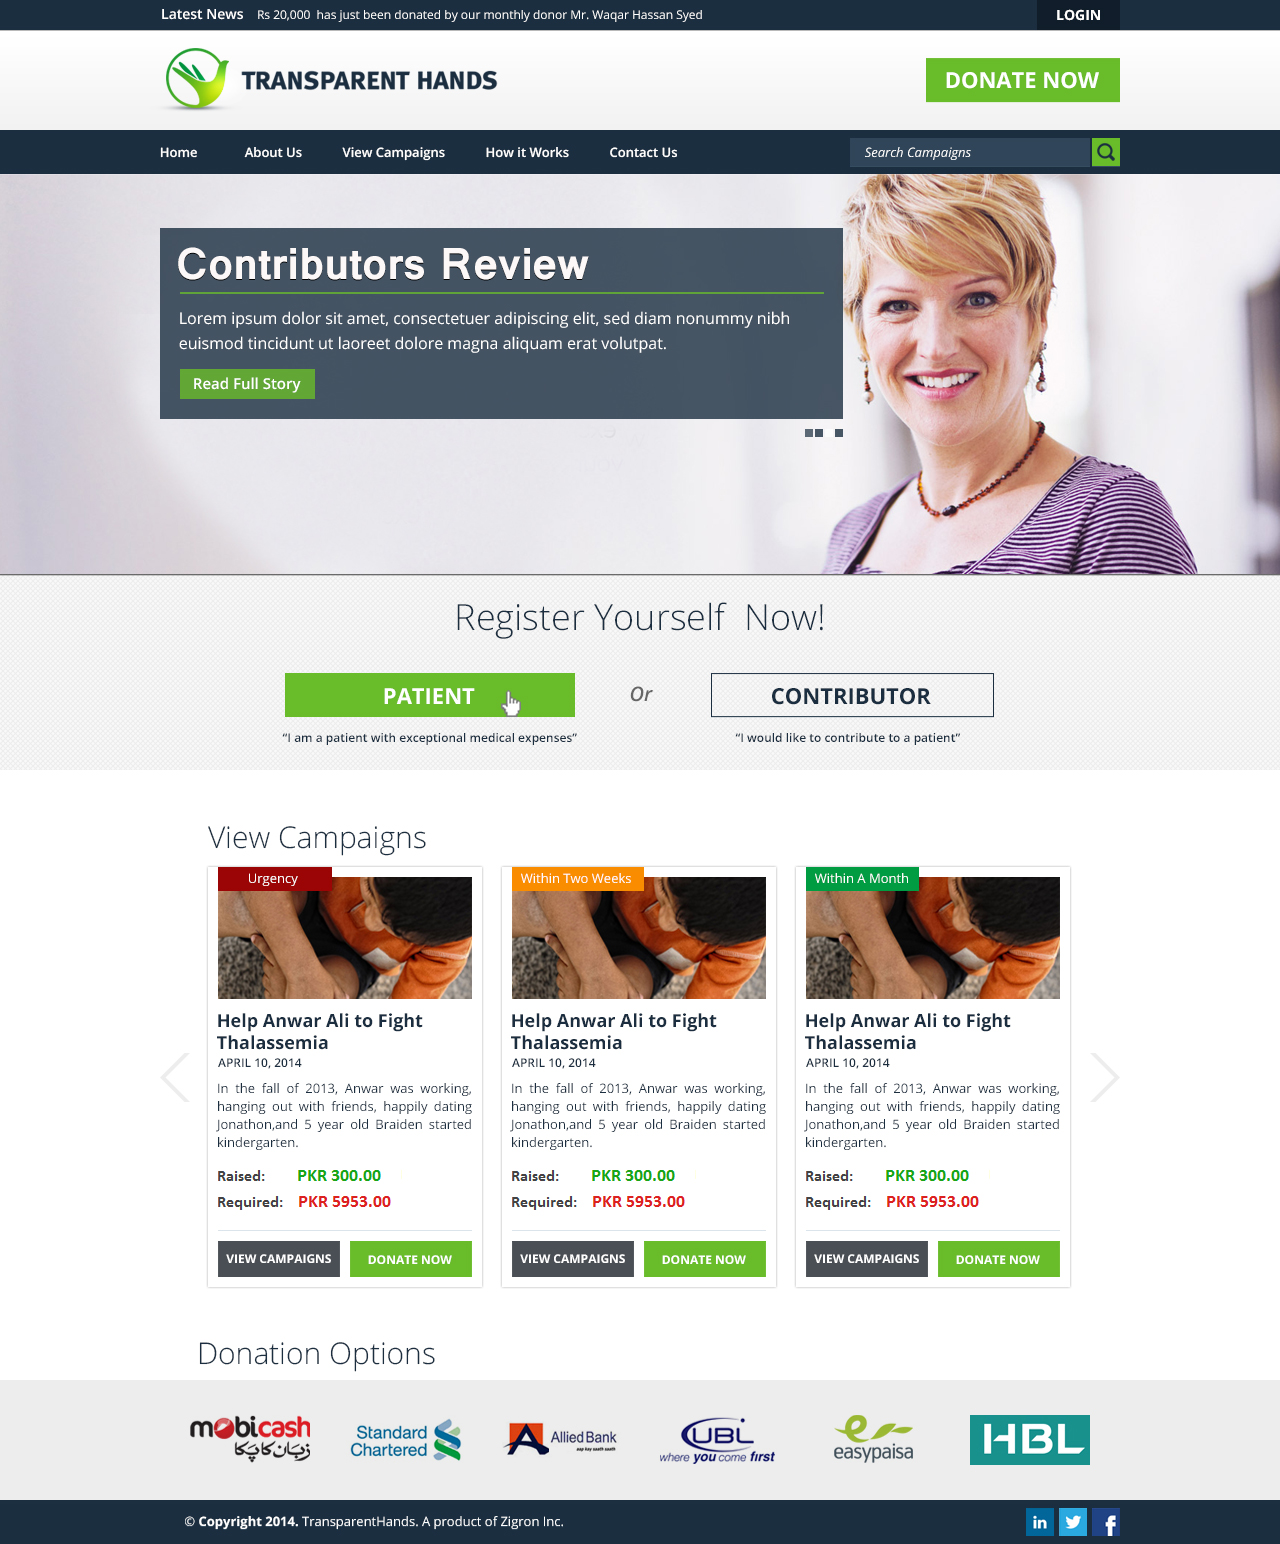 Latest News Rs 20,000 has just been donated by our monthly donor Mr. Waqar Hassan Syed
LOGIN
TRANSPARENT HANDS
DONATE NOW
Home About Us View Campaigns How it Works Contact Us
Search Campaigns
Contributors Review
Lorem ipsum dolor sit amet, consectetuer adipiscing elit, sed diam nonummy nibh
euismod tincidunt ut laoreet dolore magna aliquam erat volutpat.
Read Full Story
Register Yourself Now!
PATIENT
Or
CONTRIBUTOR
“I am a patient with exceptional medical expenses”
“I would like to contribute to a patient”
View Campaigns
Urgency
Help Anwar Ali to Fight
Thalassemia
APRIL 10, 2014
In the fall of 2013, Anwar was working,
hanging out with friends, happily dating
Jonathon,and 5 year old Braiden started
kindergarten.
Raised: PKR 300.00
Required: PKR 5953.00
VIEW CAMPAIGNS
DONATE NOW
Within Two Weeks
Help Anwar Ali to Fight
Thalassemia
APRIL 10, 2014
In the fall of 2013, Anwar was working,
hanging out with friends, happily dating
Jonathon,and 5 year old Braiden started
kindergarten.
Raised: PKR 300.00
Required: PKR 5953.00
VIEW CAMPAIGNS
DONATE NOW
Within A Month
Help Anwar Ali to Fight
Thalassemia
APRIL 10, 2014
In the fall of 2013, Anwar was working,
hanging out with friends, happily dating
Jonathon,and 5 year old Braiden started
kindergarten.
Raised: PKR 300.00
Required: PKR 5953.00
VIEW CAMPAIGNS
DONATE NOW
Donation Options
mobicash
زبان کا پکا
Standard
Chartered
Allied Bank
aap kay saath saath
UBL
where you come first
easypaisa
HBL
© Copyright 2014. TransparentHands. A product of Zigron Inc.
in
f